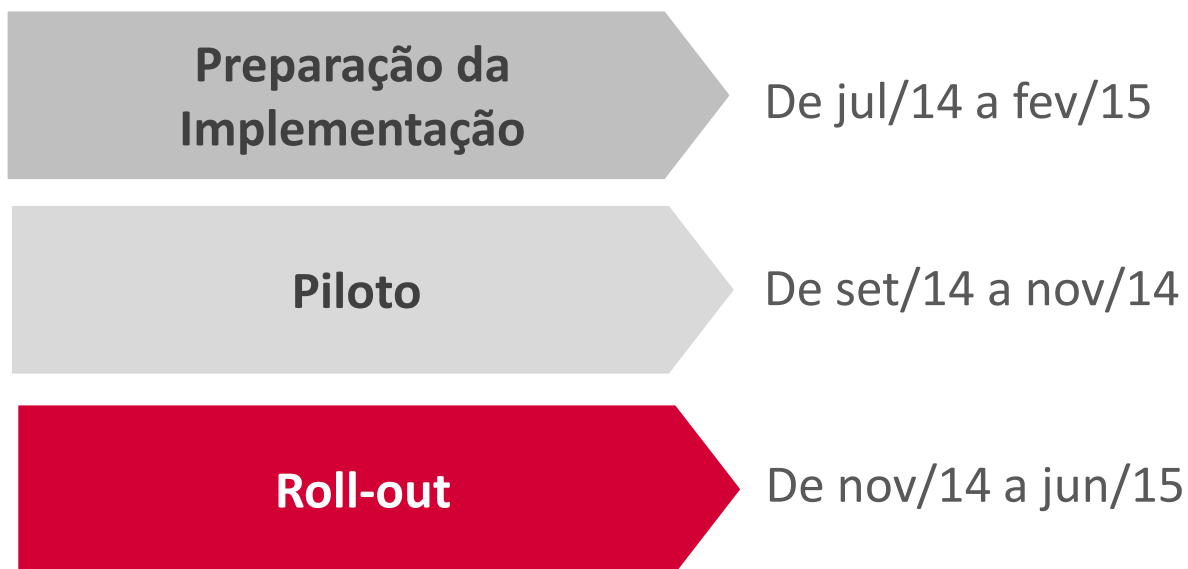 Preparação da
Implementação
De jul/14 a fev/15
Piloto
De set/14 a nov/14
Roll-out
De nov/14 a jun/15